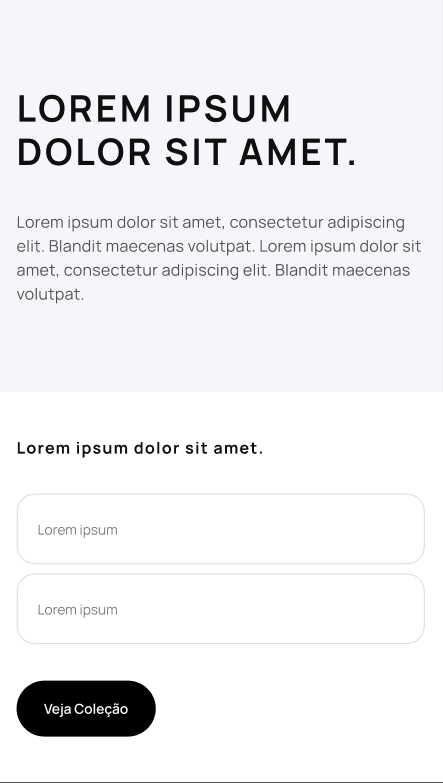 LOREM IPSUM
DOLOR SIT AMET.
Lorem ipsum dolor sit amet, consectetur adipiscing
elit. Blandit maecenas volutpat. Lorem ipsum dolor sit
amet, consectetur adipiscing elit. Blandit maecenas
volutpat.
Lorem ipsum dolor sit amet.
Lorem ipsum
Lorem ipsum
Veja Coleção